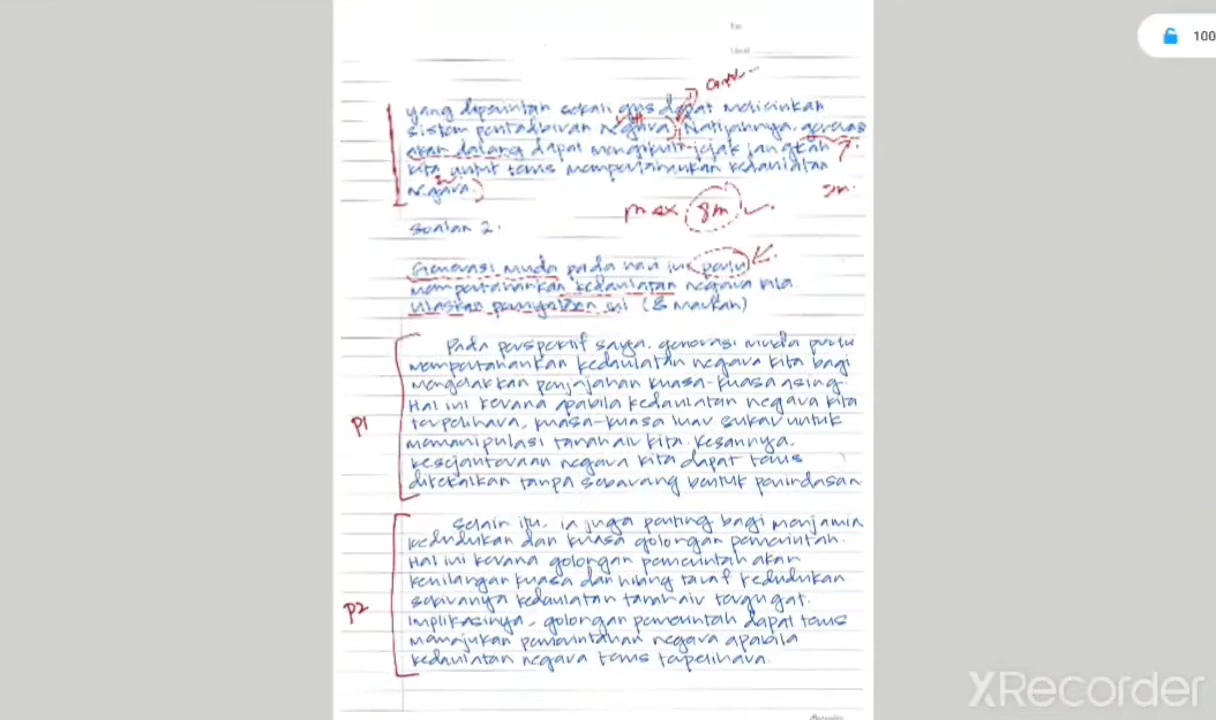 100
yang diperintah sekali gus dapat melicinkan
sistem pentadbiran negara. Natijahnya, generasi
akan datang dapat mengikut jejak jangkah
kita untuk terus mempertahankan kedaulatan
negara.
max 8m
Soalan 2.
Generasi muda pada hari ini perlu
mempertahankan kedaulatan negara kita.
Ulaskan pernyataan ini (8 markah)
Pada perspektif saya, generasi muda perlu
mempertahankan kedaulatan negara kita bagi
mengelakkan penjajahan kuasa-kuasa asing.
Hal ini kerana apabila kedaulatan negara kita
P1
terpelihara, kuasa-kuasa luar sukar untuk
memanipulasi tanah air kita. Kesannya,
kesejahteraan negara kita dapat terus
dikekalkan tanpa sebarang bentuk penindasan
Selain itu, ia juga penting bagi menjamin
kedudukan dan kuasa golongan pemerintah.
Hal ini kerana golongan pemerintah akan
kehilangan kuasa dan hilang taraf kedudukan
P2
sekiranya kedaulatan tanah air tergugat.
Implikasinya, golongan pemerintah dapat terus
memajukan pemerintahan negara apabila
kedaulatan negara terus terpelihara.
XRecorder